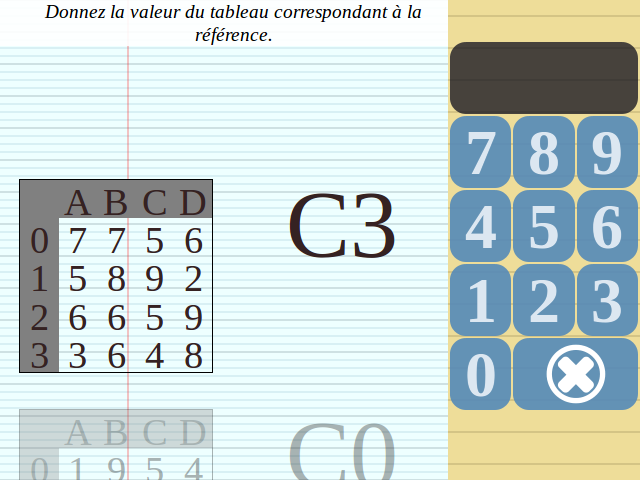 Donnez la valeur du tableau correspondant à la
référence.
A B C D
0 7 7 5 6
1 5 8 9 2
2 6 6 5 9
3 3 6 4 8
C3
A B C D
0 1 9 5 4
C0
7 8 9
4 5 6
1 2 3
0